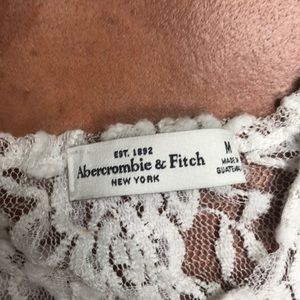 EST. 1892
Abercrombie & Fitch
NEW YORK
M
MADE IN
GUATEMALA